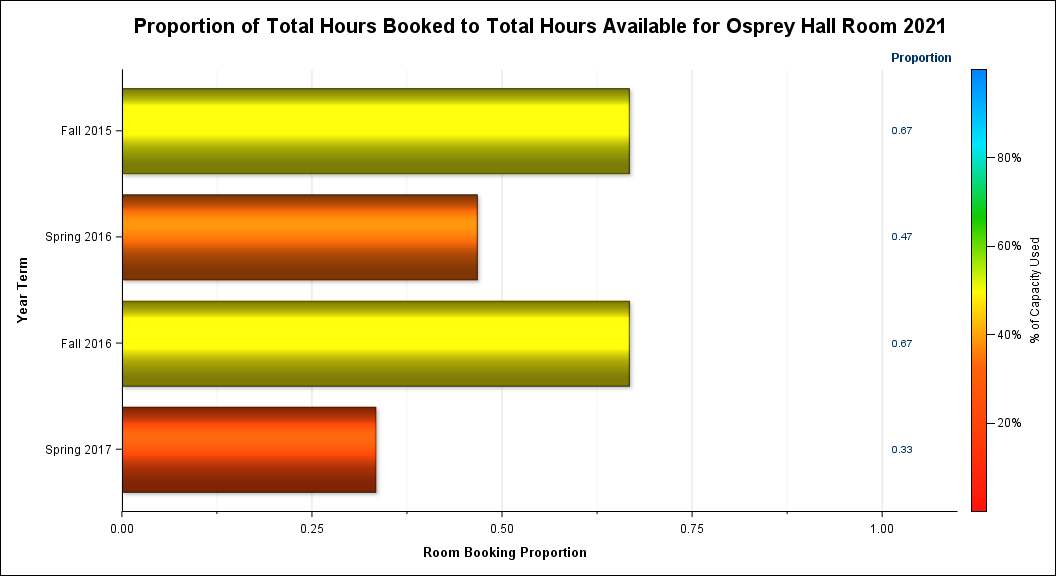 Proportion of Total Hours Booked to Total Hours Available for Osprey Hall Room 2021
Proportion
Fall 2015
0.67
Spring 2016
0.47
Fall 2016
0.67
Spring 2017
0.33
Year Term
0.00
0.25
0.50
0.75
1.00
Room Booking Proportion
80%
60%
40%
20%
% of Capacity Used